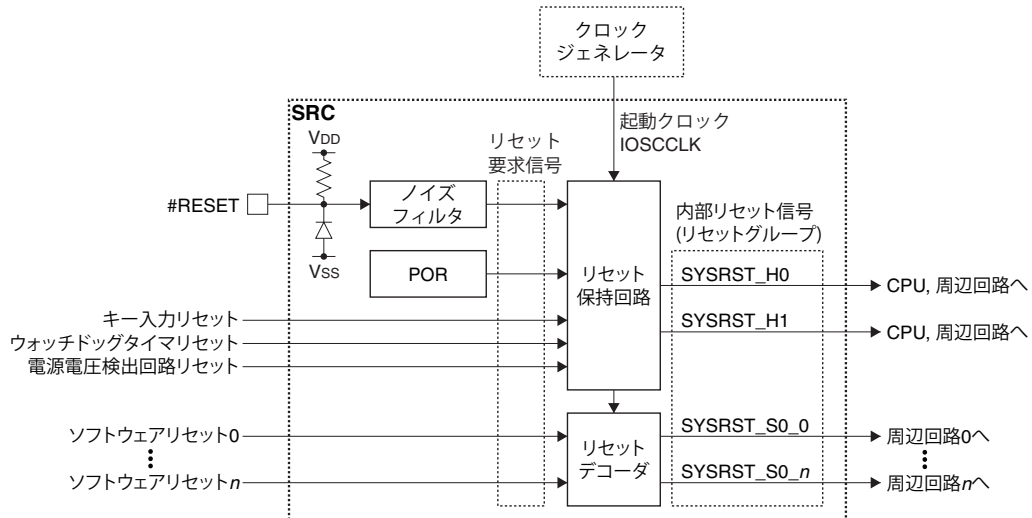 クロック
ジェネレータ
SRC
VDD
リセット
要求信号
起動クロック
IOSCCLK
#RESET
ノイズ
フィルタ
VSS
POR
リセット
保持回路
内部リセット信号
(リセットグループ)
SYSRST_H0
CPU, 周辺回路へ
SYSRST_H1
CPU, 周辺回路へ
キー入力リセット
ウォッチドッグタイマリセット
電源電圧検出回路リセット
ソフトウェアリセット0
ソフトウェアリセットn
リセット
デコーダ
SYSRST_S0_0
周辺回路0へ
SYSRST_S0_n
周辺回路nへ